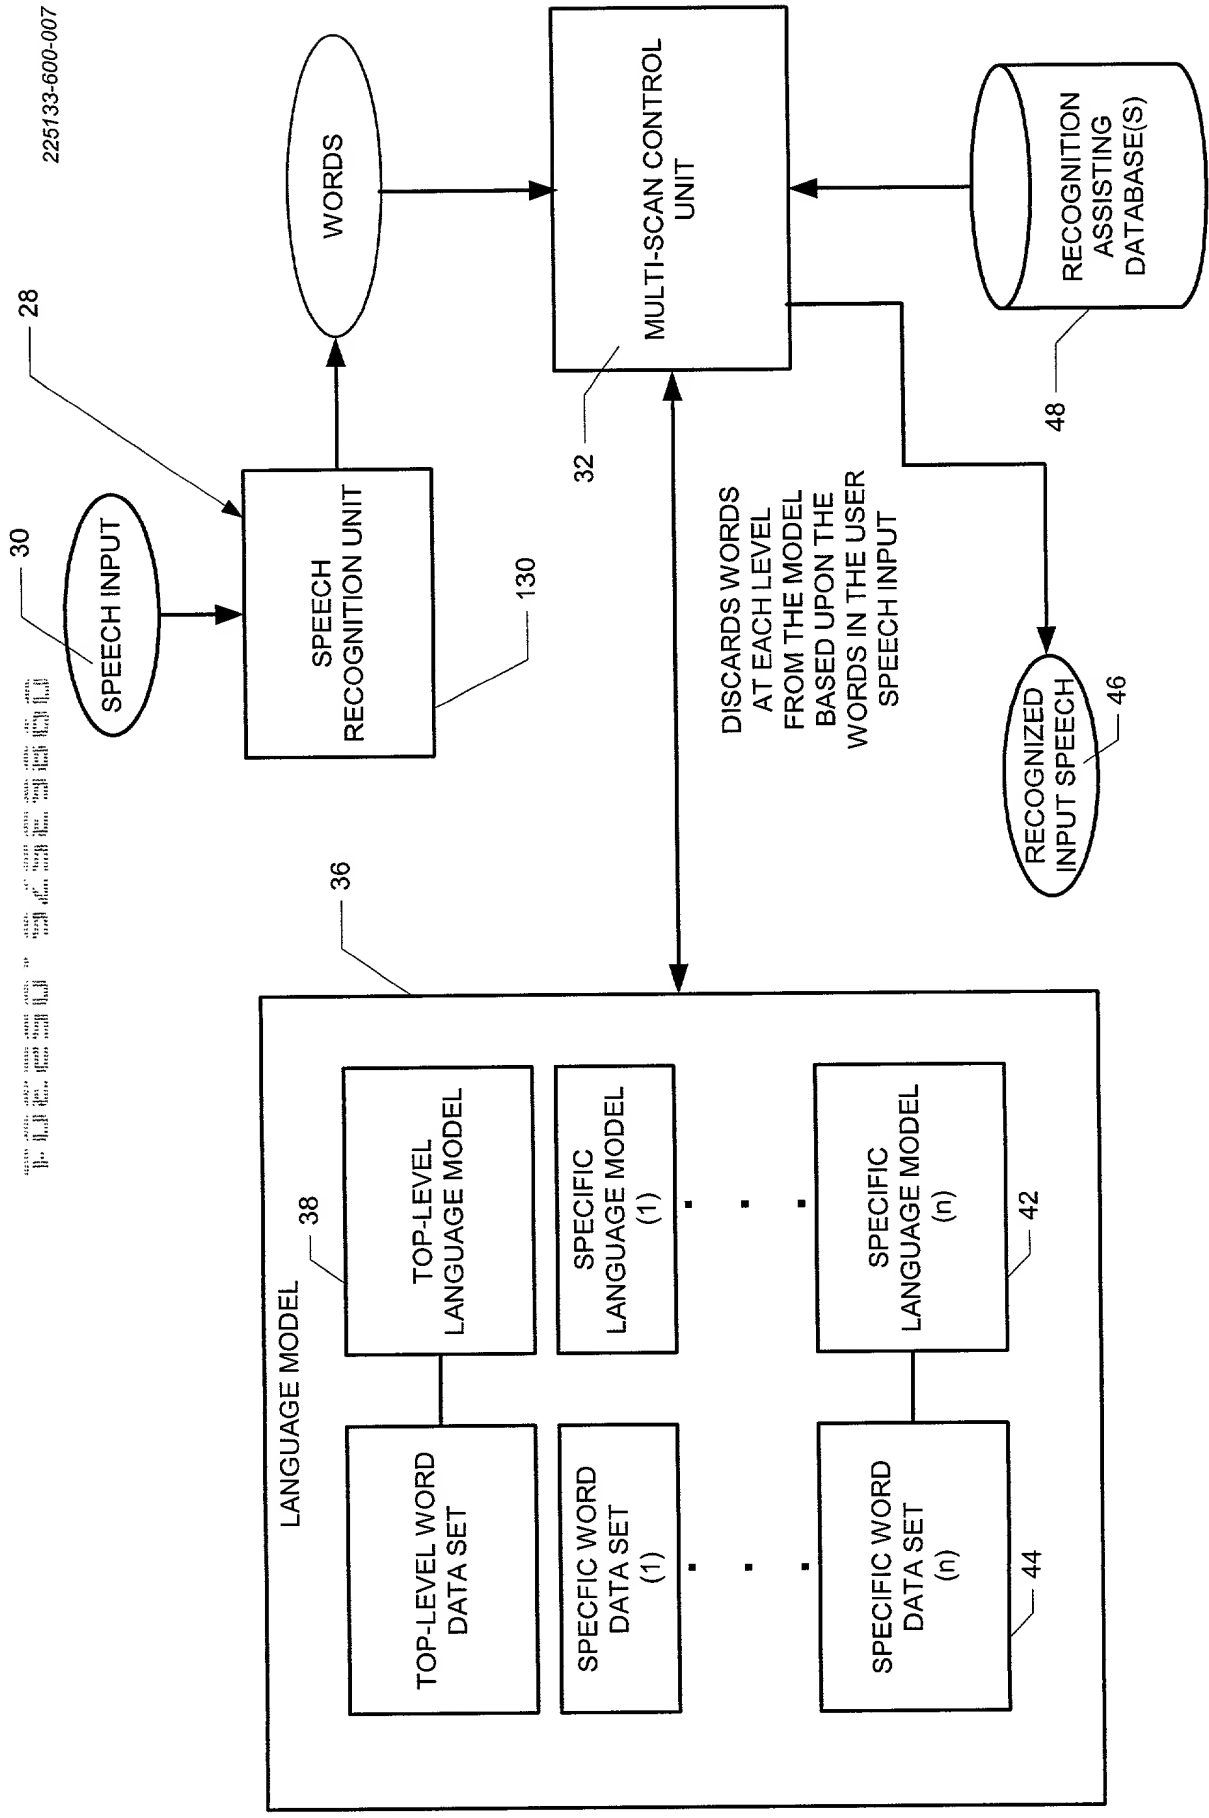 225133-600-007
30
SPEECH INPUT
28
SPEECH
RECOGNITION UNIT
130
WORDS
32
MULTI-SCAN CONTROL
UNIT
48
RECOGNITION
ASSISTING
DATABASE(S)
DISCARDS WORDS
AT EACH LEVEL
FROM THE MODEL
BASED UPON THE
WORDS IN THE USER
SPEECH INPUT
46
RECOGNIZED
INPUT SPEECH
36
LANGUAGE MODEL
38
TOP-LEVEL WORD
DATA SET
TOP-LEVEL
LANGUAGE MODEL
SPECFIC WORD
DATA SET
(1)
SPECIFIC
LANGUAGE MODEL
(1)
SPECIFIC WORD
DATA SET
(n)
44
SPECIFIC
LANGUAGE MODEL
(n)
42